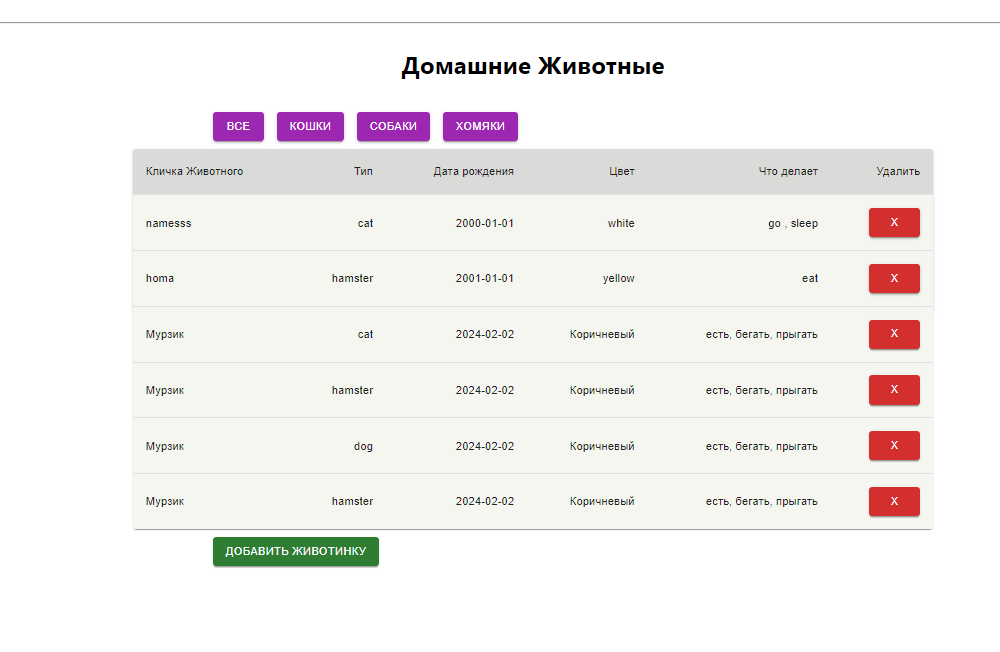 Домашние Животные
ВСЕ КОШКИ СОБАКИ ХОМЯКИ
Кличка Животного Тип Дата рождения Цвет Что делает Удалить
namesss cat 2000-01-01 white go , sleep X
homa hamster 2001-01-01 yellow eat X
Мурзик cat 2024-02-02 Коричневый есть, бегать, прыгать X
Мурзик hamster 2024-02-02 Коричневый есть, бегать, прыгать X
Мурзик dog 2024-02-02 Коричневый есть, бегать, прыгать X
Мурзик hamster 2024-02-02 Коричневый есть, бегать, прыгать X
ДОБАВИТЬ ЖИВОТИНКУ